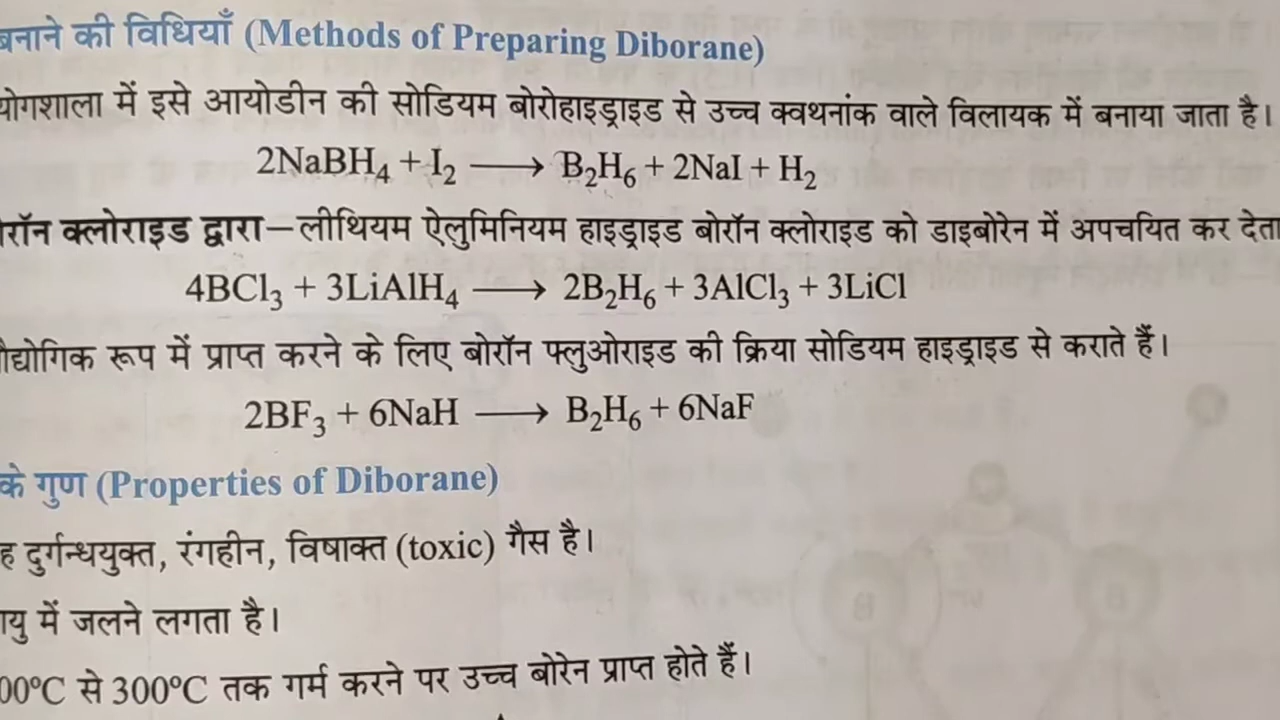 बनाने की विधियाँ (Methods of Preparing Diborane)
योगशाला में इसे आयोडीन की सोडियम बोरोहाइड्राइड से उच्च क्वथनांक वाले विलायक में बनाया जाता है।
2NaBH₄ + I₂ ⟶ B₂H₆ + 2NaI + H₂
रॉन क्लोराइड द्वारा–लीथियम ऐलुमिनियम हाइड्राइड बोरॉन क्लोराइड को डाइबोरेन में अपचयित कर देता
4BCl₃ + 3LiAlH₄ ⟶ 2B₂H₆ + 3AlCl₃ + 3LiCl
द्योगिक रूप में प्राप्त करने के लिए बोरॉन फ्लुओराइड की क्रिया सोडियम हाइड्राइड से कराते हैं।
2BF₃ + 6NaH ⟶ B₂H₆ + 6NaF
के गुण (Properties of Diborane)
ह दुर्गन्धयुक्त, रंगहीन, विषाक्त (toxic) गैस है।
यु में जलने लगता है।
00°C से 300°C तक गर्म करने पर उच्च बोरेन प्राप्त होते हैं।